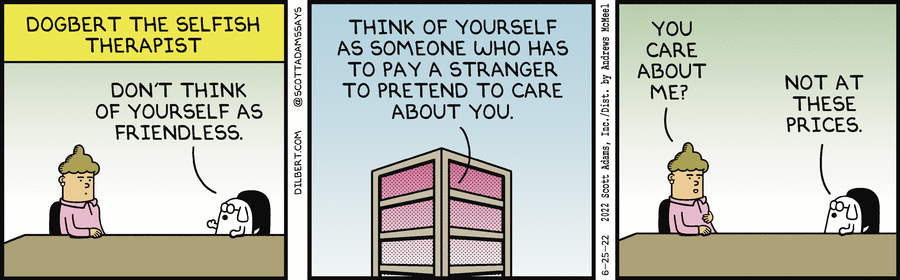 DOGBERT THE SELFISH
THERAPIST
DON'T THINK
OF YOURSELF AS
FRIENDLESS.
DILBERT.COM @SCOTTADAMSSAYS
THINK OF YOURSELF
AS SOMEONE WHO HAS
TO PAY A STRANGER
TO PRETEND TO CARE
ABOUT YOU.
6-25-22 2022 Scott Adams, Inc./Dist. by Andrews McMeel
YOU
CARE
ABOUT
ME?
NOT AT
THESE
PRICES.